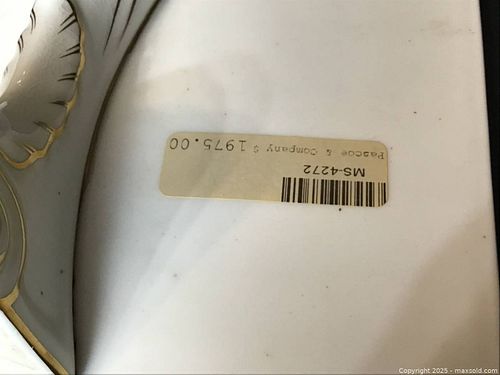 MS-4272
Pascoe & Company $ 1975.00
Copyright © 2025 - maxsold.com